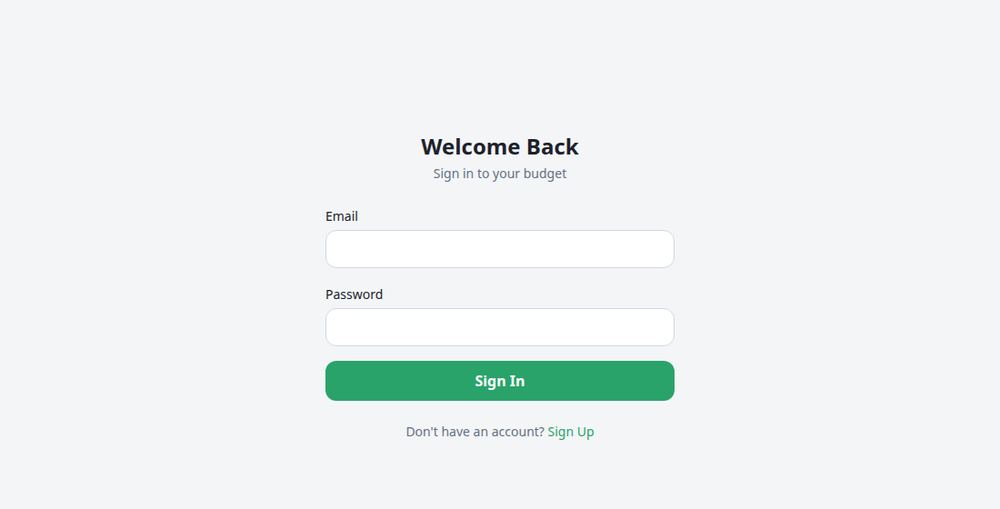 Welcome Back
Sign in to your budget
Email
Password
Sign In
Don't have an account? Sign Up